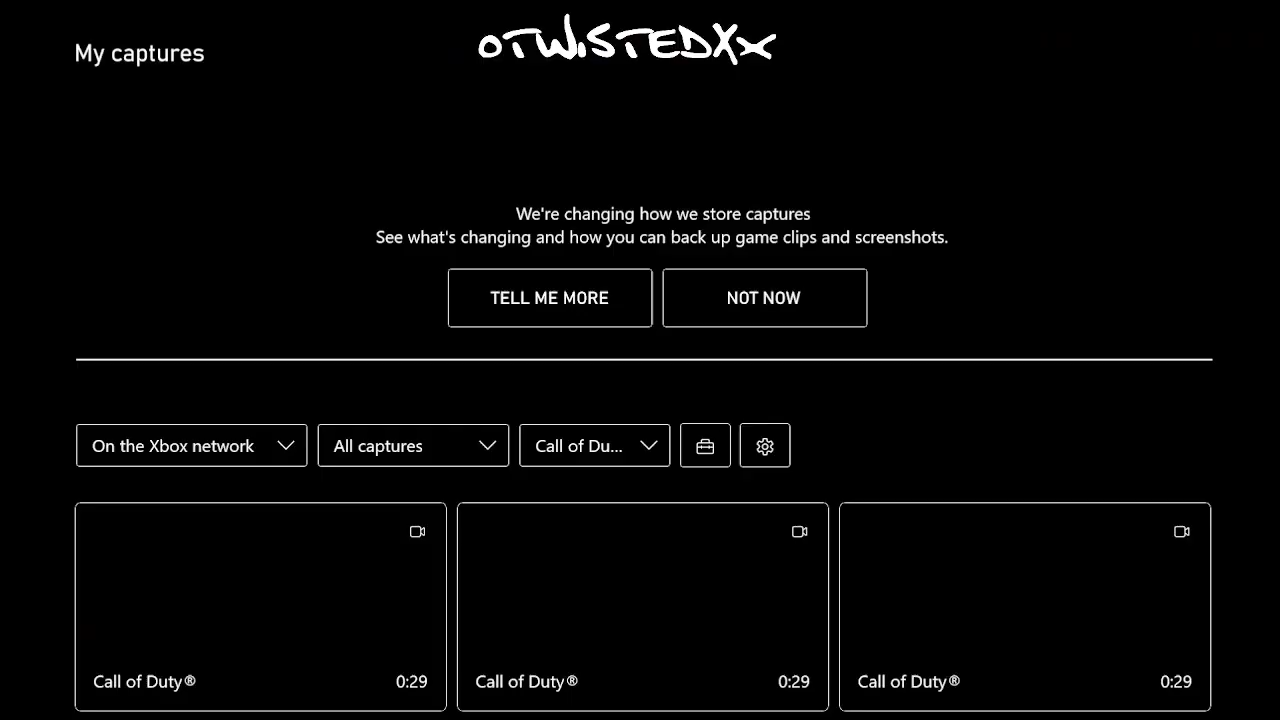 My captures
oTWiSTEDXx
We're changing how we store captures
See what's changing and how you can back up game clips and screenshots.
TELL ME MORE
NOT NOW
On the Xbox network
All captures
Call of Du...
Call of Duty® 0:29
Call of Duty® 0:29
Call of Duty® 0:29